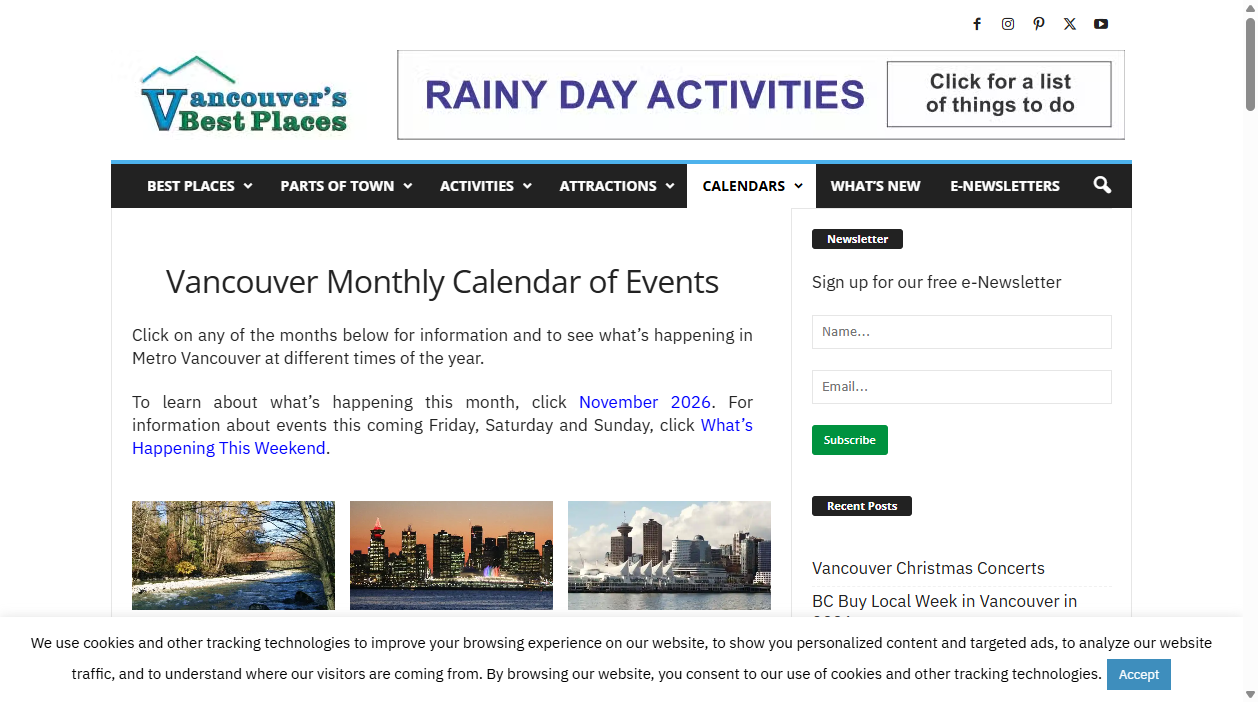 Vancouver's
Best Places
RAINY DAY ACTIVITIES
Click for a list
of things to do
BEST PLACES
PARTS OF TOWN
ACTIVITIES
ATTRACTIONS
CALENDARS
WHAT'S NEW
E-NEWSLETTERS
Vancouver Monthly Calendar of Events
Click on any of the months below for information and to see what's happening in
Metro Vancouver at different times of the year.
To learn about what's happening this month, click November 2026. For
information about events this coming Friday, Saturday and Sunday, click What's
Happening This Weekend.
Newsletter
Sign up for our free e-Newsletter
Name...
Email...
Subscribe
Recent Posts
Vancouver Christmas Concerts
BC Buy Local Week in Vancouver in
We use cookies and other tracking technologies to improve your browsing experience on our website, to show you personalized content and targeted ads, to analyze our website
traffic, and to understand where our visitors are coming from. By browsing our website, you consent to our use of cookies and other tracking technologies.
Accept